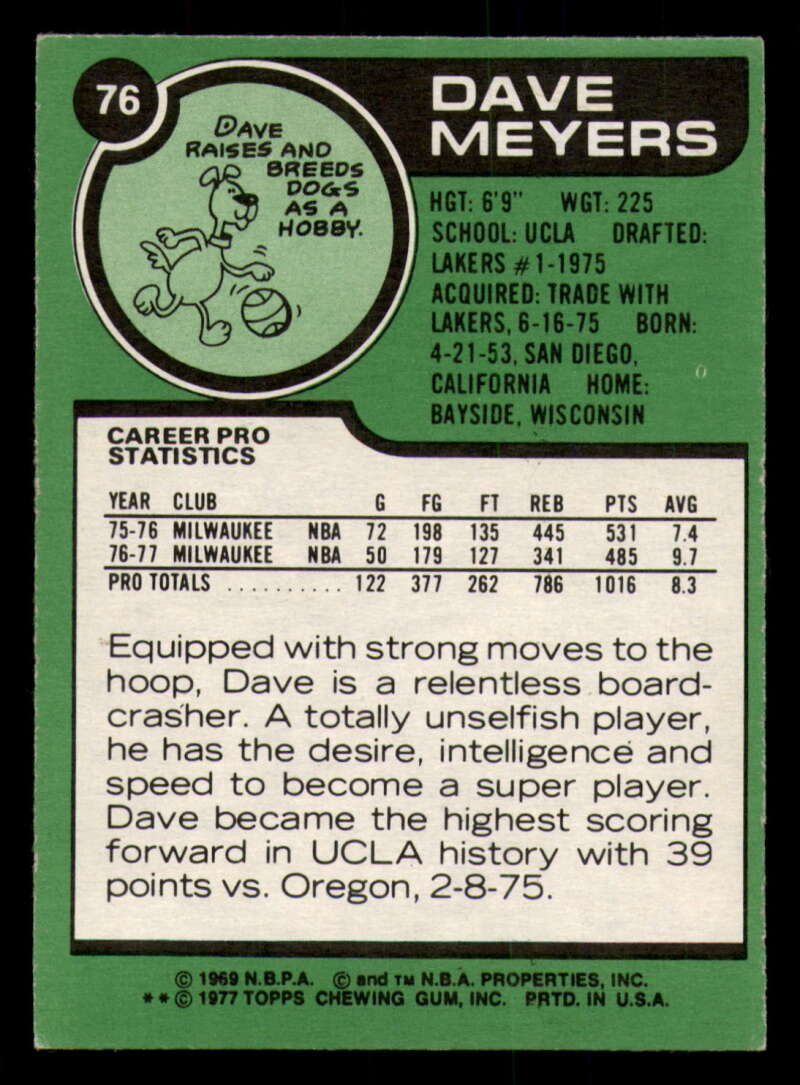 76
DAVE
RAISES AND
BREEDS
DOGS
AS A
HOBBY.
DAVE
MEYERS
HGT: 6'9" WGT: 225
SCHOOL: UCLA DRAFTED:
LAKERS #1-1975
ACQUIRED: TRADE WITH
LAKERS, 6-16-75 BORN:
4-21-53, SAN DIEGO,
CALIFORNIA HOME:
BAYSIDE, WISCONSIN
CAREER PRO
STATISTICS
YEAR CLUB G FG FT REB PTS AVG
75-76 MILWAUKEE NBA 72 198 135 445 531 7.4
76-77 MILWAUKEE NBA 50 179 127 341 485 9.7
PRO TOTALS .......... 122 377 262 786 1016 8.3
Equipped with strong moves to the
hoop, Dave is a relentless board-
crasher. A totally unselfish player,
he has the desire, intelligence and
speed to become a super player.
Dave became the highest scoring
forward in UCLA history with 39
points vs. Oregon, 2-8-75.
© 1969 N.B.P.A. © and TM N.B.A. PROPERTIES, INC.
**© 1977 TOPPS CHEWING GUM, INC. PRTD. IN U.S.A.